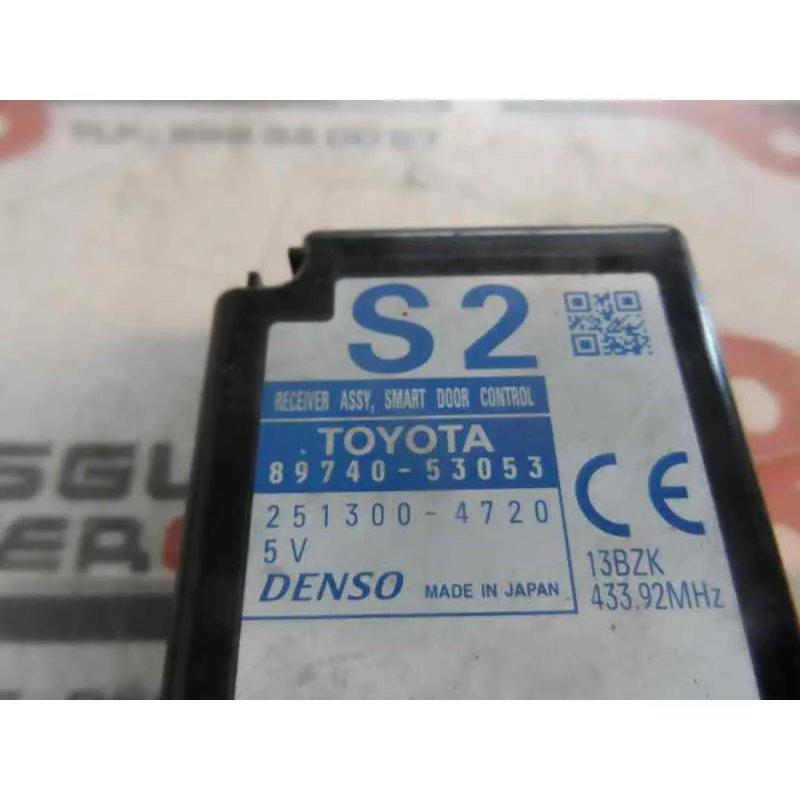 S2
RECEIVER ASSY, SMART DOOR CONTROL
TOYOTA
89740-53053
251300-4720
5V
DENSO MADE IN JAPAN
CE
13BZK
433.92MHz